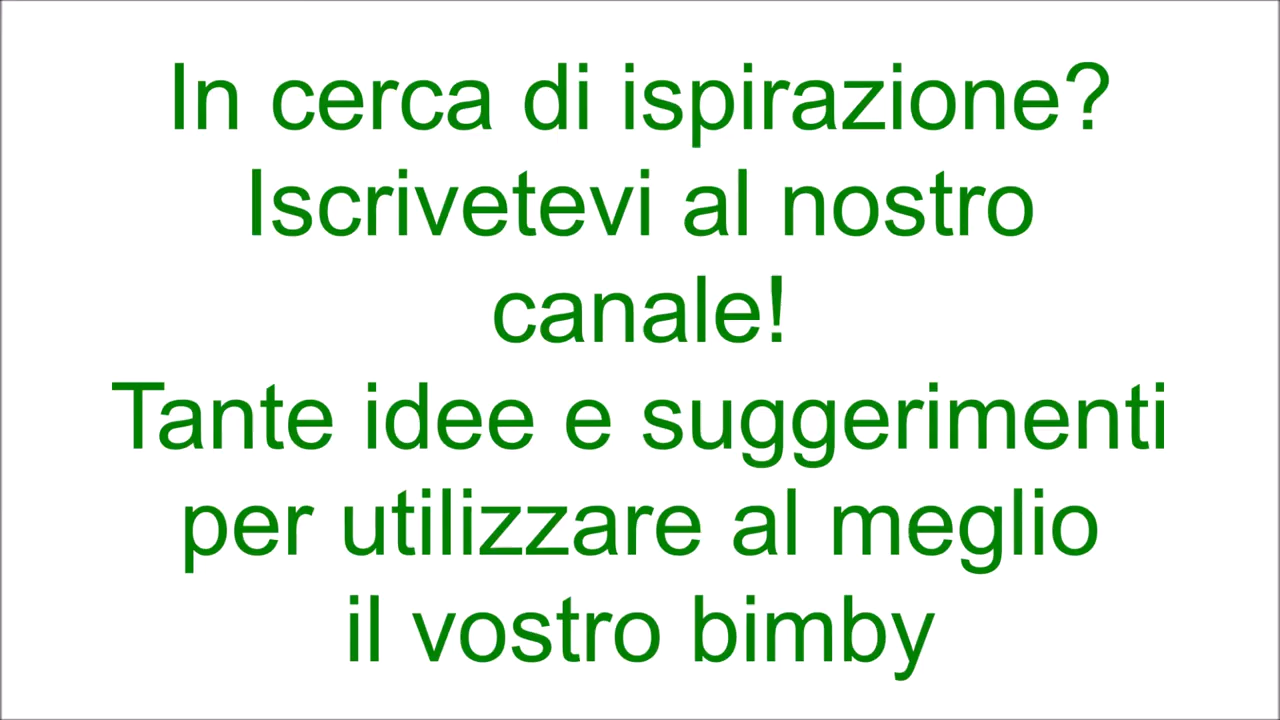 In cerca di ispirazione?
Iscrivetevi al nostro
canale!
Tante idee e suggerimenti
per utilizzare al meglio
il vostro bimby